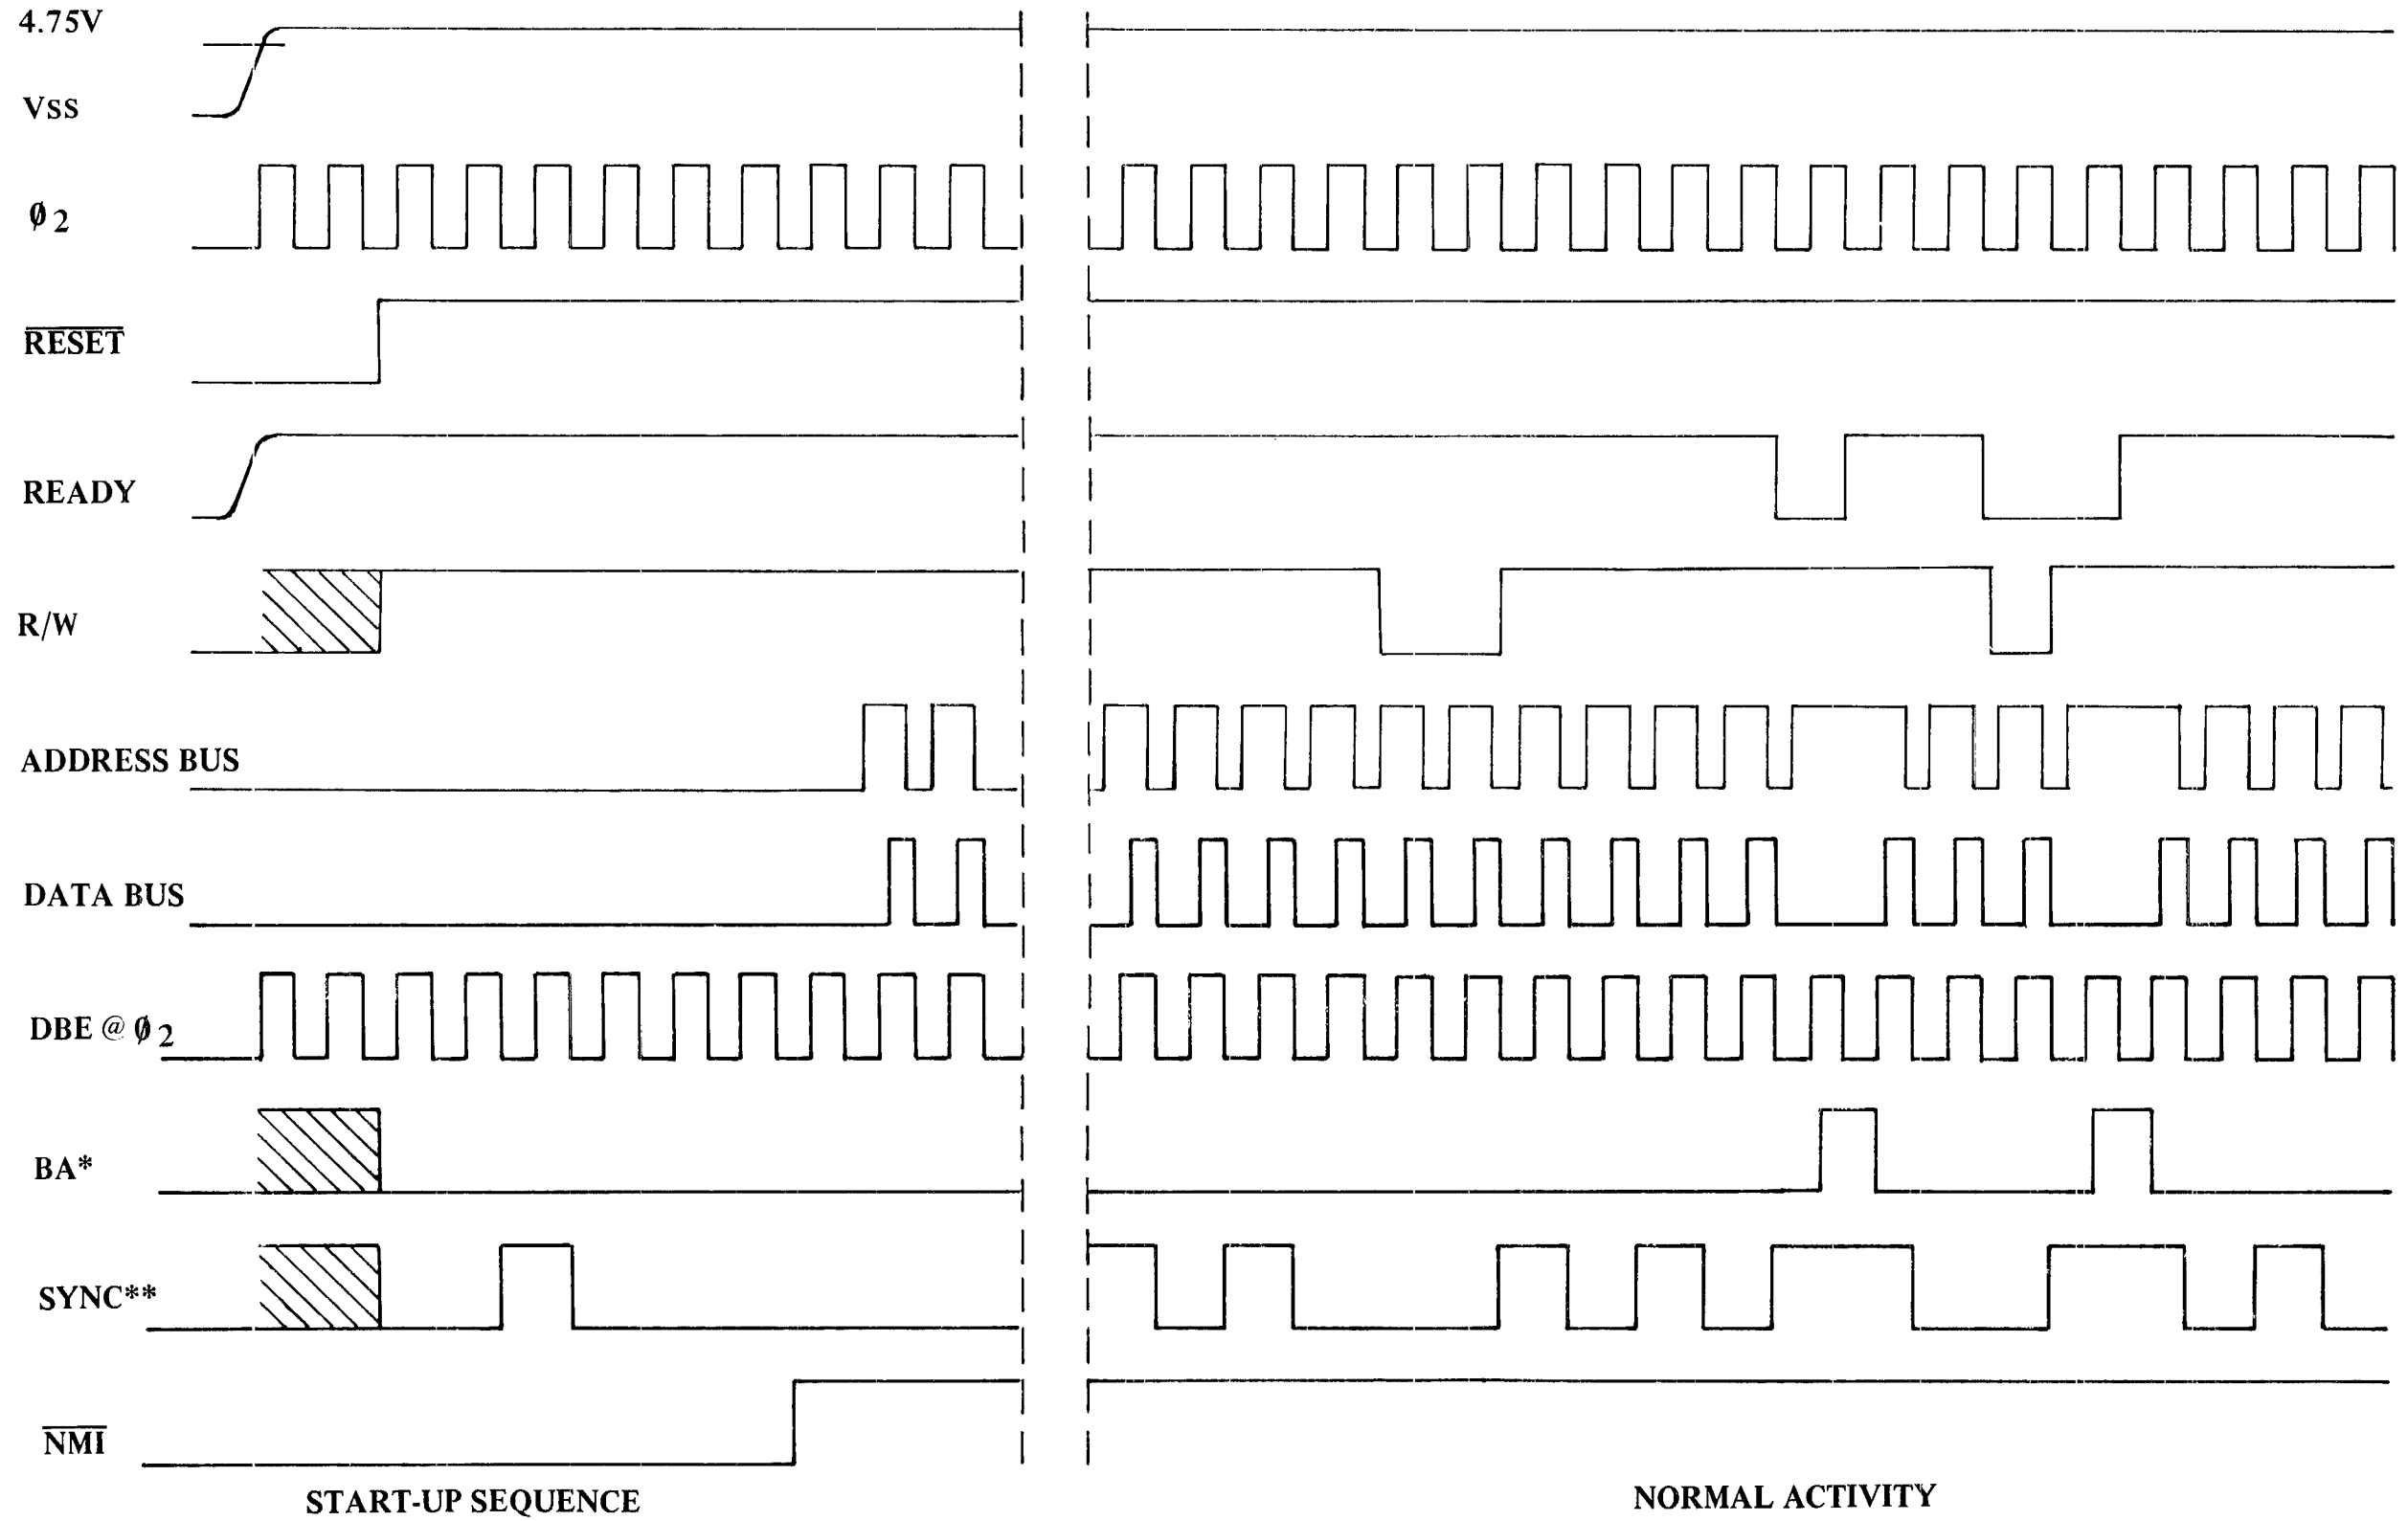 4.75V
VSS
ø2
RESET
READY
R/W
ADDRESS BUS
DATA BUS
DBE @ ø2
BA*
SYNC**
NMI
START-UP SEQUENCE
NORMAL ACTIVITY